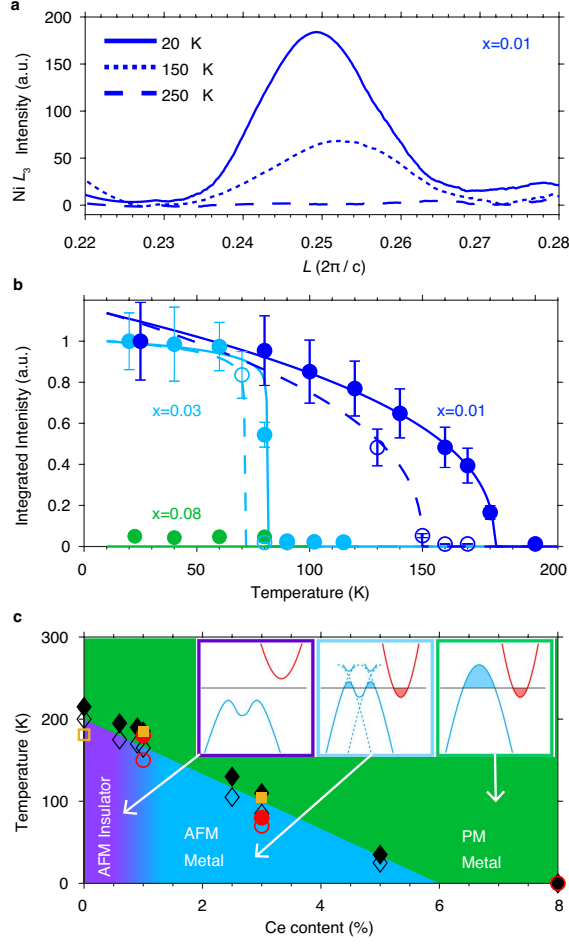 a
200
150
100
50
0
Ni L3 Intensity (a.u.)
20 K
150 K
250 K
x=0.01
0.22 0.23 0.24 0.25 0.26 0.27 0.28
L (2π / c)
b
1
0.8
0.6
0.4
0.2
0
Integrated Intenisty (a.u.)
x=0.03
x=0.01
x=0.08
0 50 100 150 200
Temperature (K)
c
300
200
100
0
Temperature (K)
AFM Insulator
AFM
Metal
PM
Metal
0 2 4 6 8
Ce content (%)